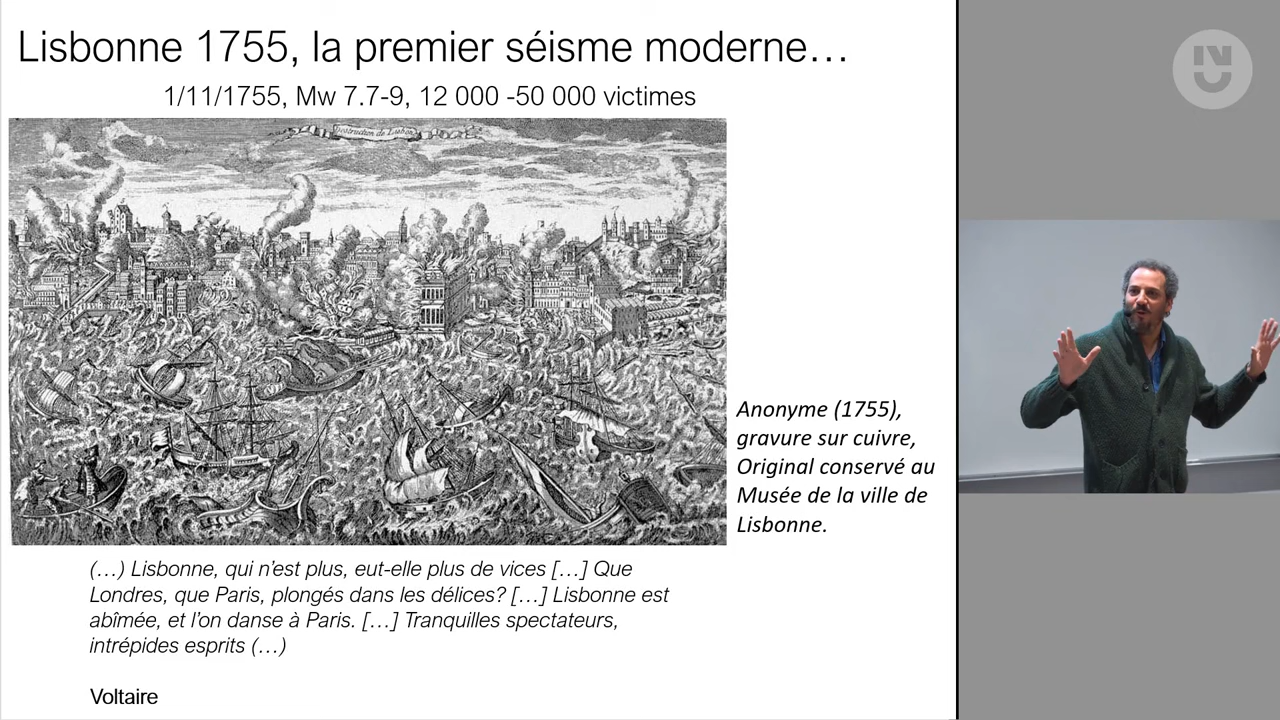 Lisbonne 1755, la premier séisme moderne…
1/11/1755, Mw 7.7-9, 12 000 -50 000 victimes
Destruction de Lisbon
Anonyme (1755),
gravure sur cuivre,
Original conservé au
Musée de la ville de
Lisbonne.
(…) Lisbonne, qui n’est plus, eut-elle plus de vices […] Que
Londres, que Paris, plongés dans les délices? […] Lisbonne est
abîmée, et l’on danse à Paris. […] Tranquilles spectateurs,
intrépides esprits (…)
Voltaire